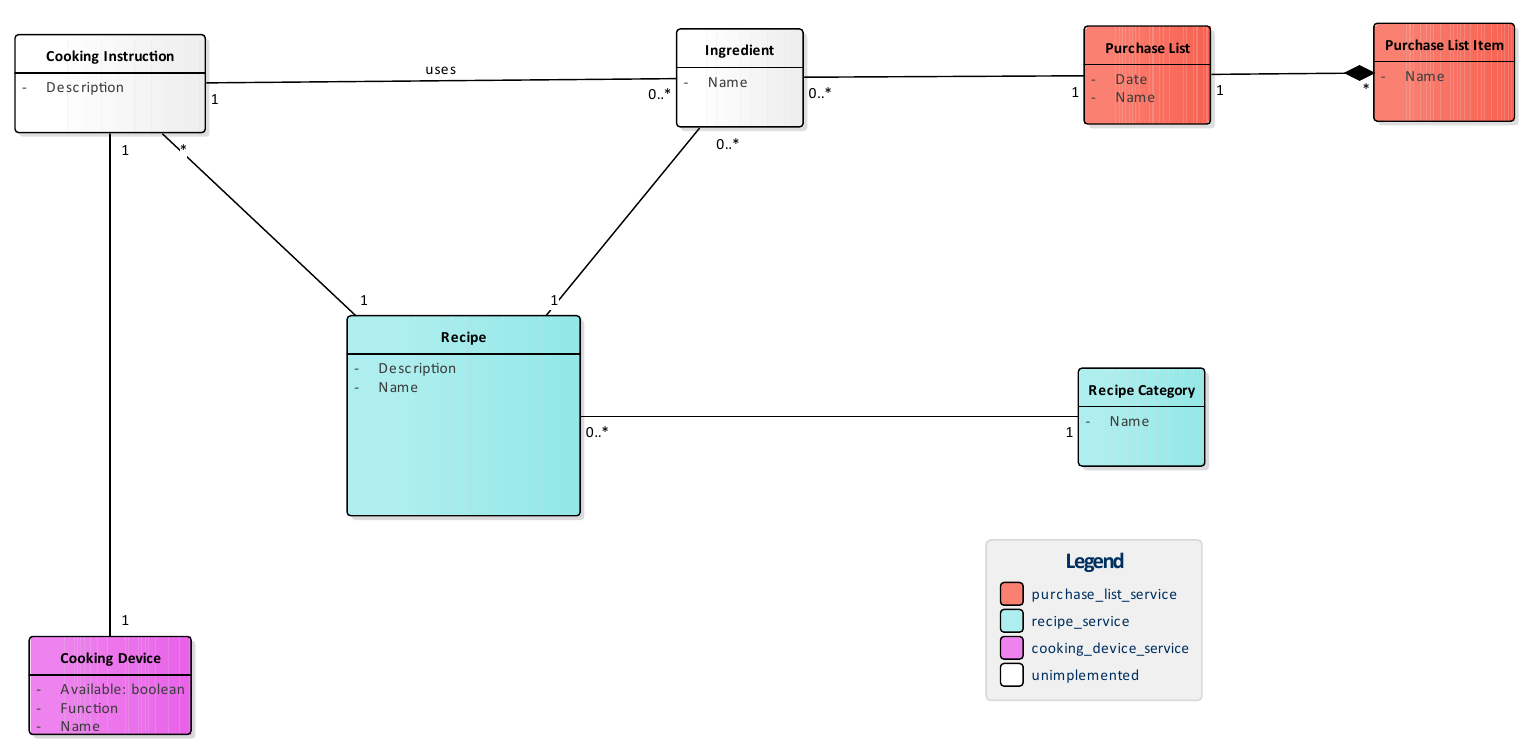 Cooking Instruction
- Description
1
*
1
uses
0..*
Ingredient
- Name
0..*
0..*
1
Purchase List
- Date
- Name
1
*
Purchase List Item
- Name
1
1
Recipe
- Description
- Name
0..*
1
Recipe Category
- Name
1
Cooking Device
- Available: boolean
- Function
- Name
Legend
purchase_list_service
recipe_service
cooking_device_service
unimplemented